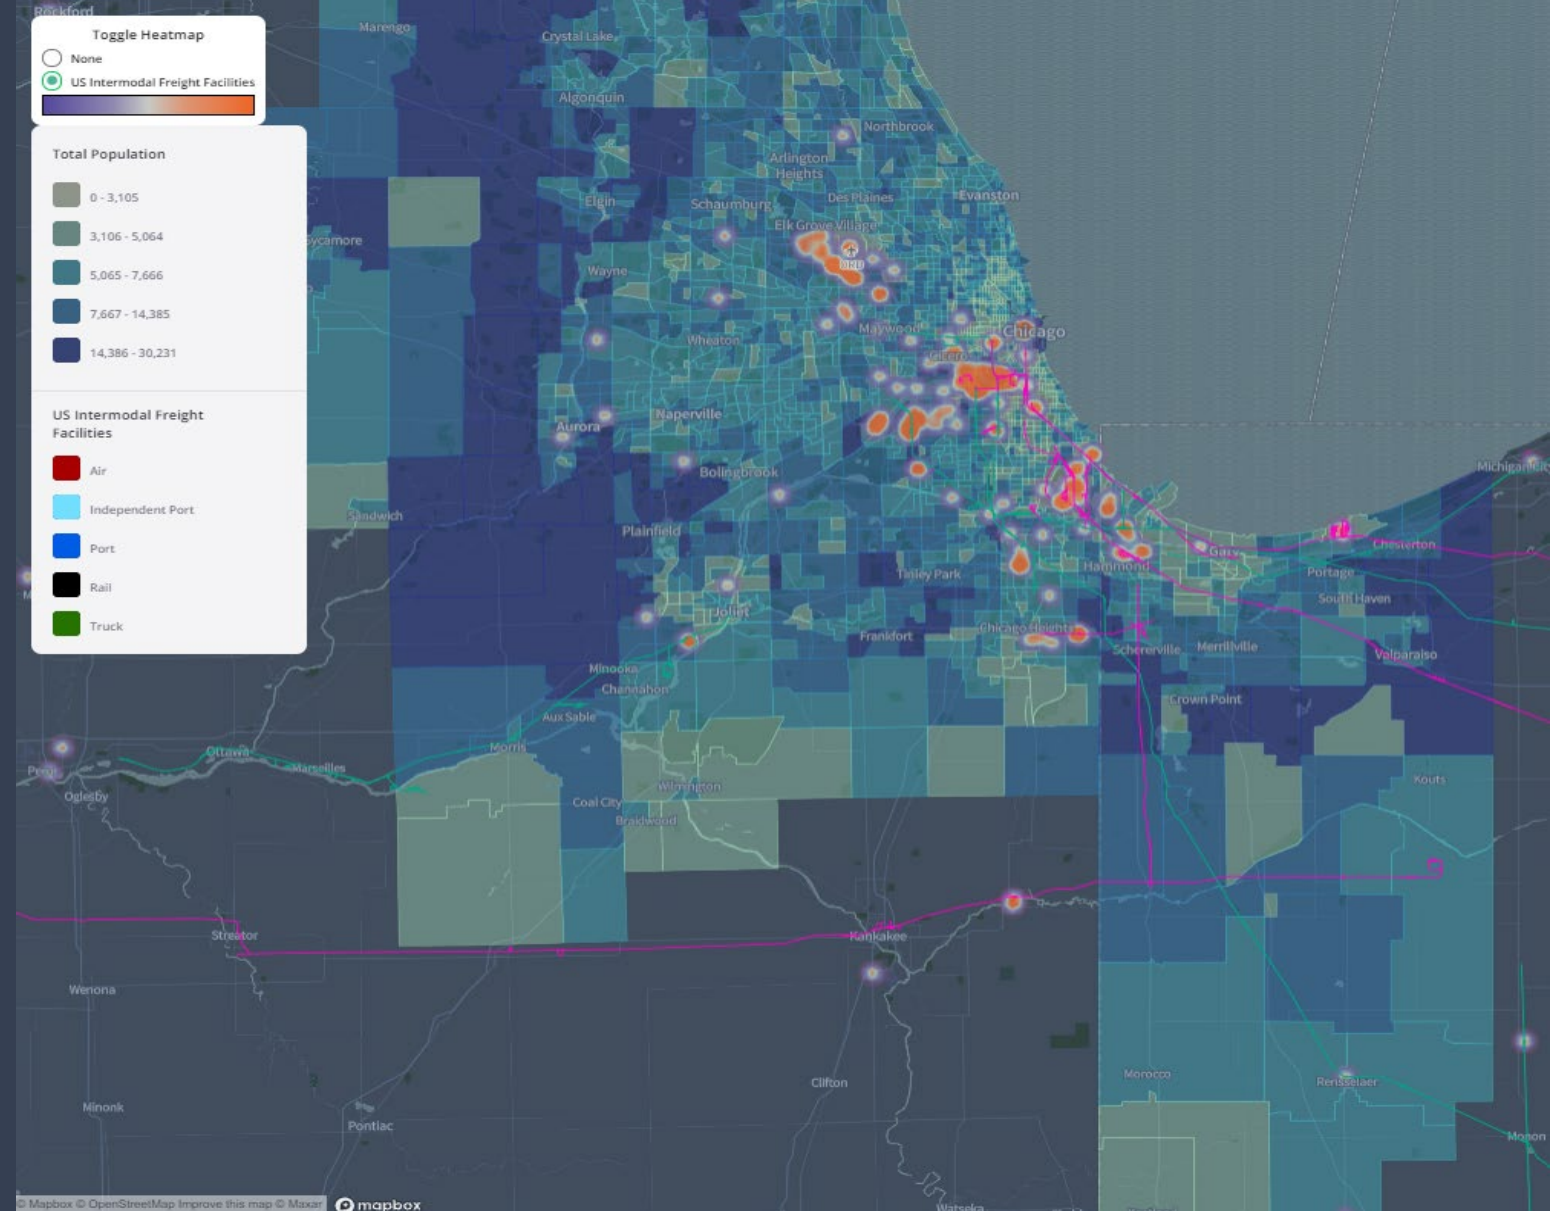 Rockford
Toggle Heatmap
None
US Intermodal Freight Facilities
Total Population
0 - 3,105
3,106 - 5,064
5,065 - 7,666
7,667 - 14,385
14,386 - 30,231
US Intermodal Freight
Facilities
Air
Independent Port
Port
Rail
Truck
Marengo
Crystal Lake
Algonquin
Northbrook
Arlington
Heights
Elgin
Schaumburg
Des Plaines
Evanston
Elk Grove Village
Sycamore
Wayne
ORD
Maywood
Chicago
Wheaton
Cicero
Naperville
Aurora
Bolingbrook
Michigan City
Sandwich
Plainfield
Gary
Chesterton
Hammond
Tinley Park
Portage
South Haven
Joliet
Chicago Heights
Frankfort
Schererville
Merrillville
Valparaiso
Minooka
Channahon
Crown Point
Aux Sable
Morris
Ottawa
Marseilles
Peru
Oglesby
Wilmington
Kouts
Coal City
Braidwood
Streator
Kankakee
Wenona
Morocco
Rensselaer
Clifton
Minonk
Pontiac
Monon
Watseka
© Mapbox © OpenStreetMap Improve this map © Maxar
mapbox